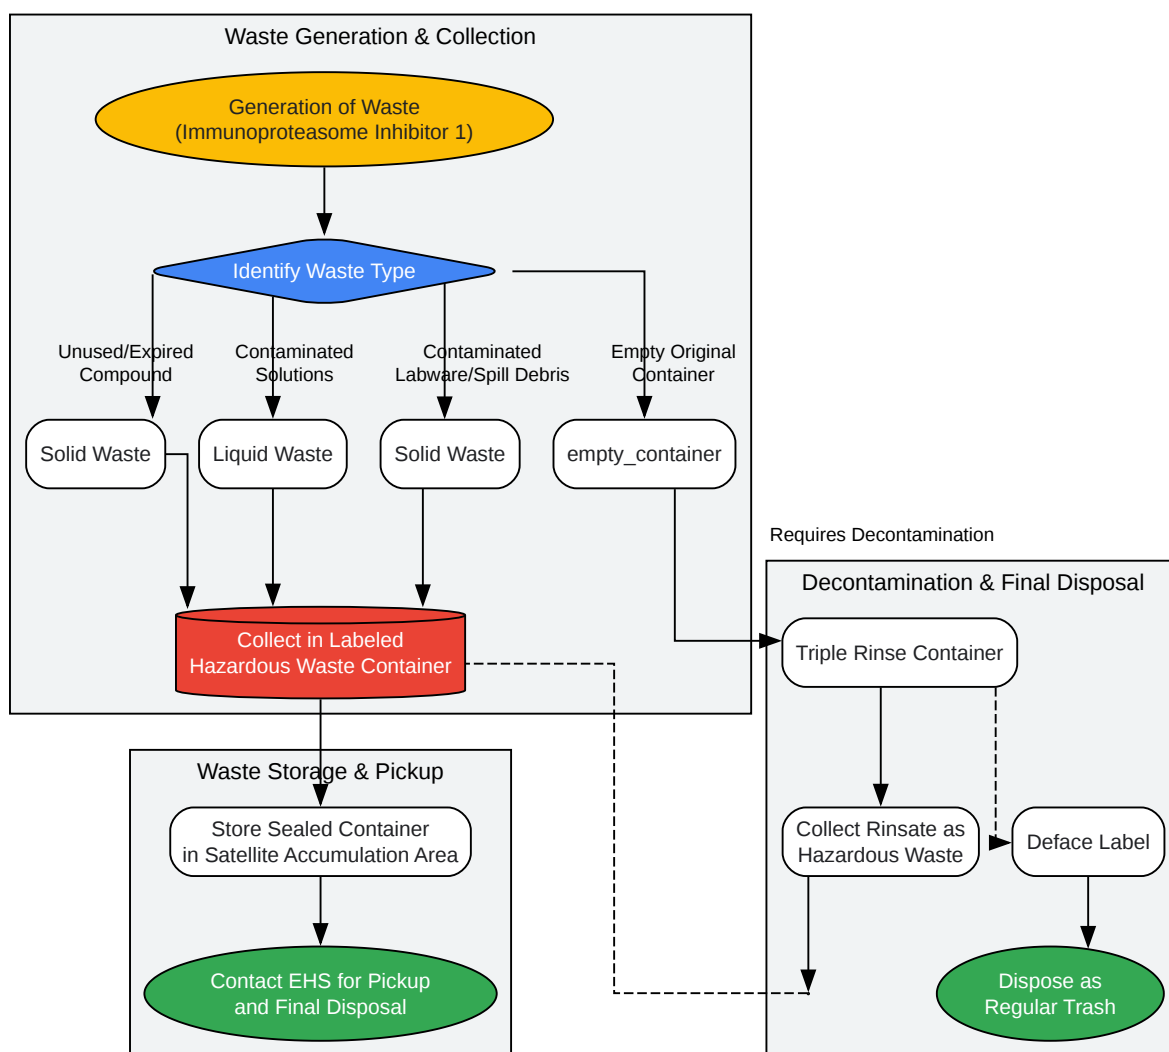 Waste Generation & Collection
Generation of Waste
(Immunoproteasome Inhibitor 1)
Identify Waste Type
Unused/Expired
Compound
Contaminated
Solutions
Contaminated
Labware/Spill Debris
Empty Original
Container
Solid Waste
Liquid Waste
Solid Waste
empty_container
Requires Decontamination
Decontamination & Final Disposal
Collect in Labeled
Hazardous Waste Container
Triple Rinse Container
Waste Storage & Pickup
Store Sealed Container
in Satellite Accumulation Area
Collect Rinsate as
Hazardous Waste
Deface Label
Contact EHS for Pickup
and Final Disposal
Dispose as
Regular Trash